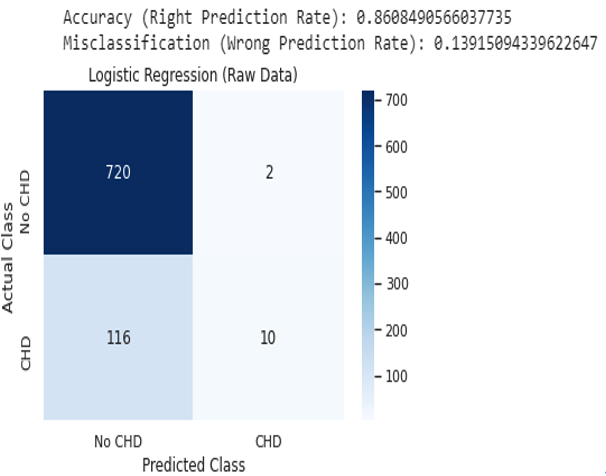 Accuracy (Right Prediction Rate): 0.8608490566037735
Misclassification (Wrong Prediction Rate): 0.13915094339622647
Logistic Regression (Raw Data)
700
600
500
400
300
200
100
720
2
116
10
Actual Class
No CHD
CHD
No CHD
CHD
Predicted Class